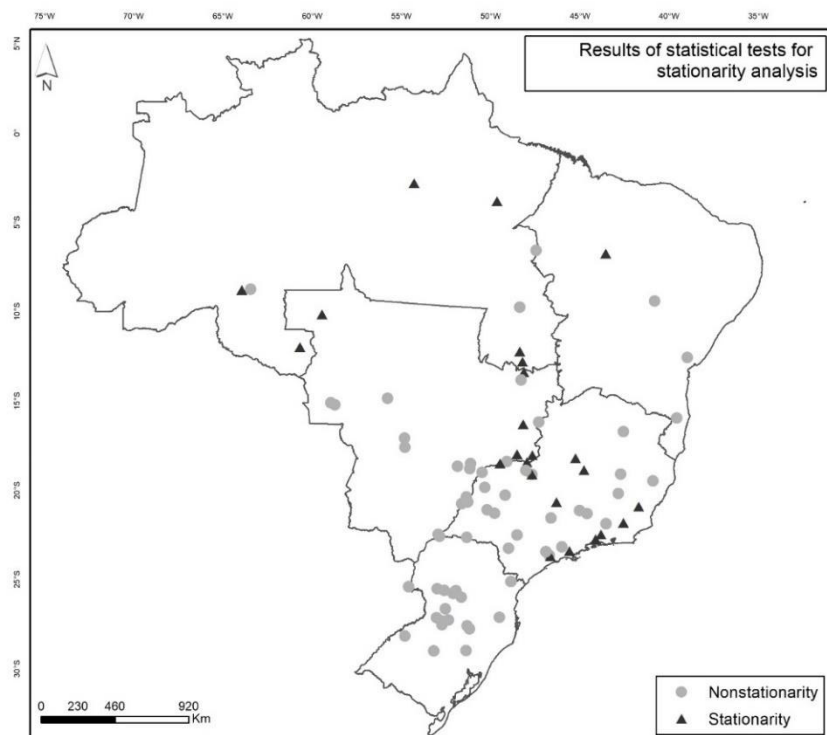 75°W 70°W 65°W 60°W 55°W 50°W 45°W 40°W 35°W
Results of statistical tests for
stationarity analysis
N
5°N
0°
5°S
10°S
15°S
20°S
25°S
30°S
Nonstationarity
Stationarity
0 230 460 920
Km